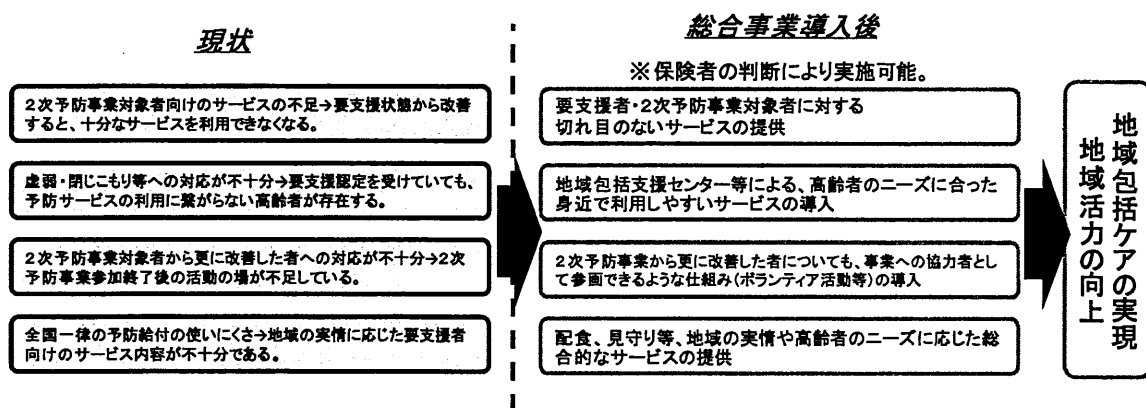 現状
2次予防事業対象者向けのサービスの不足→要支援状態から改善
すると、十分なサービスを利用できなくなる。
虚弱・閉じこもり等への対応が不十分→要支援認定を受けていても、
予防サービスの利用に繋がらない高齢者が存在する。
2次予防事業対象者から更に改善した者への対応が不十分→2次
予防事業参加終了後の活動の場が不足している。
全国一律の予防給付の使いにくさ→地域の実情に応じた要支援者
向けのサービス内容が不十分である。
総合事業導入後
※保険者の判断により実施可能。
要支援者・2次予防事業対象者に対する
切れ目のないサービスの提供
地域包括支援センター等による、高齢者のニーズに合った
身近で利用しやすいサービスの導入
2次予防事業から更に改善した者についても、事業への協力者とし
て参画できるような仕組み(ボランティア活動等)の導入
配食、見守り等、地域の実情や高齢者のニーズに応じた総
合的なサービスの提供
地域包括ケアの実現
地域活力の向上